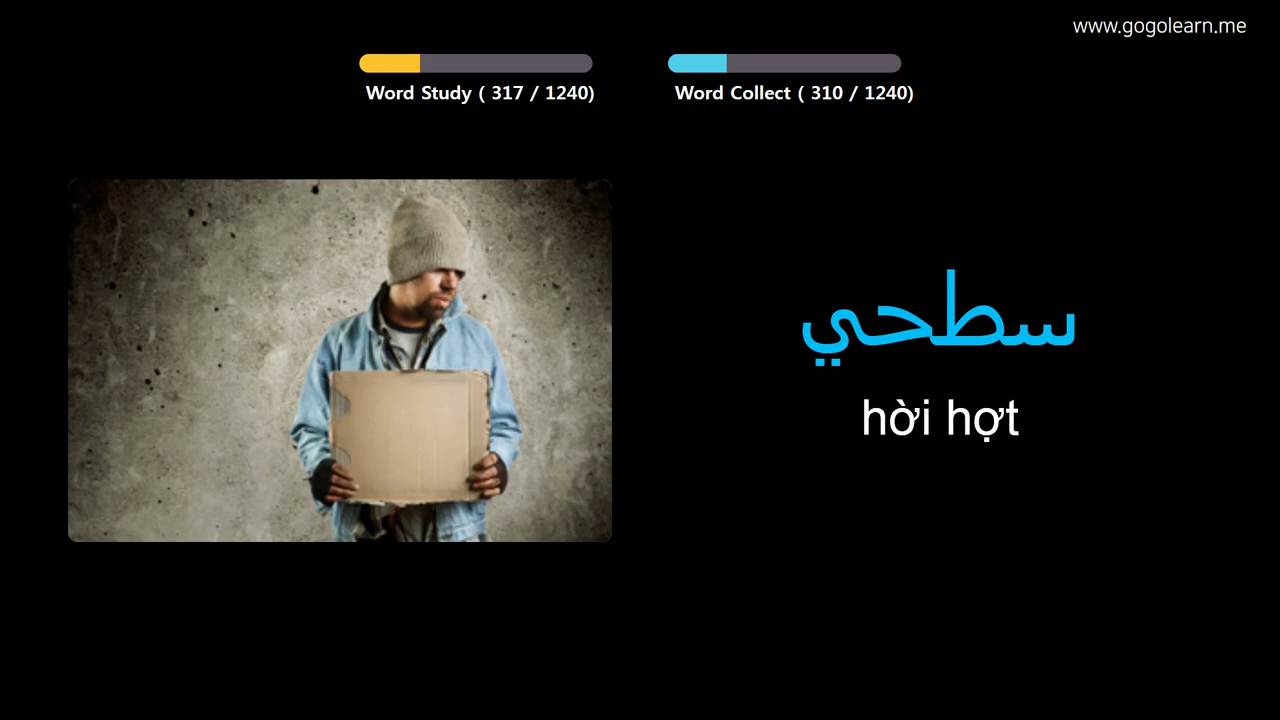 www.gogolearn.me
Word Study ( 317 / 1240)
Word Collect ( 310 / 1240)
سطحي
hời hợt